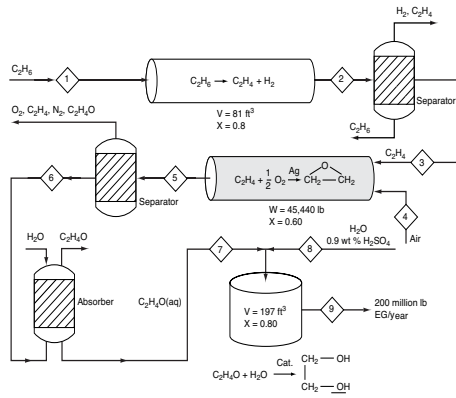 H₂, C₂H₄
C₂H₆
1
C₂H₆ → C₂H₄ + H₂
2
V = 81 ft³
X = 0.8
Separator
C₂H₆
O₂, C₂H₄, N₂, C₂H₄O
6
Separator
5
C₂H₄ + 1/2 O₂ Ag → CH₂–CH₂
O
C₂H₄
3
W = 45,440 lb
X = 0.60
4
Air
H₂O
C₂H₄O
Absorber
C₂H₄O(aq)
7
8
H₂O
0.9 wt % H₂SO₄
V = 197 ft³
X = 0.80
9
200 million lb
EG/year
C₂H₄O + H₂O Cat. →
CH₂ — OH
CH₂ — OH